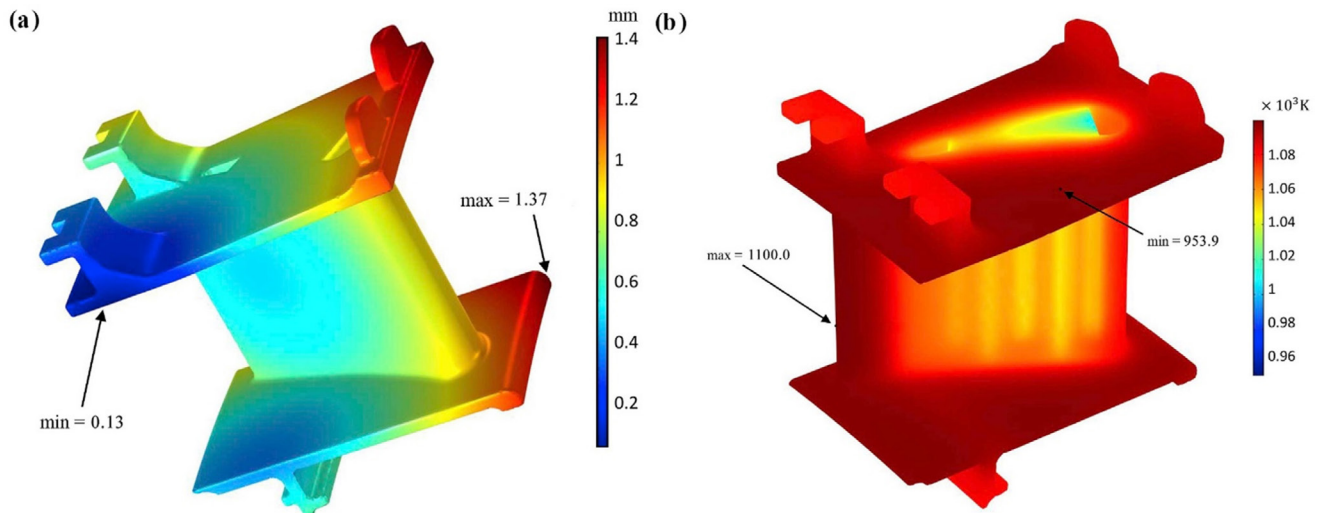 (a)
mm
1.4
1.2
1
0.8
0.6
0.4
0.2
max = 1.37
min = 0.13
(b)
× 10³K
1.08
1.06
1.04
1.02
1
0.98
0.96
min = 953.9
max = 1100.0